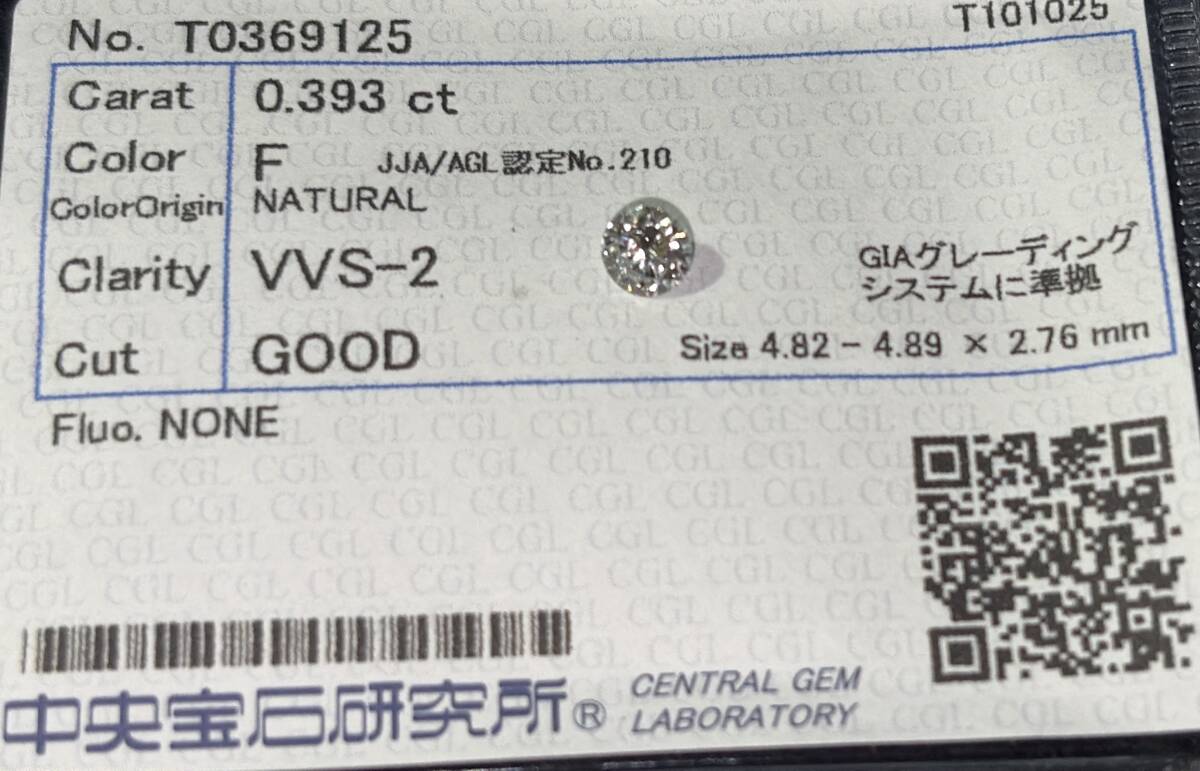 No. T0369125
T101025
Carat 0.393 ct
Color F JJA/AGL認定No.210
ColorOrigin NATURAL
Clarity VVS-2
GIAグレーディング
システムに準拠
Cut GOOD Size 4.82 - 4.89 × 2.76 mm
Fluo. NONE
中央宝石研究所® CENTRAL GEM
LABORATORY